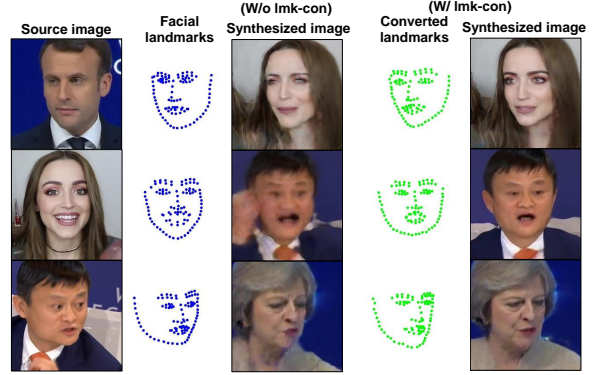 (W/o lmk-con)
(W/ lmk-con)
Source image
Facial
landmarks
Synthesized image
Converted
landmarks
Synthesized image